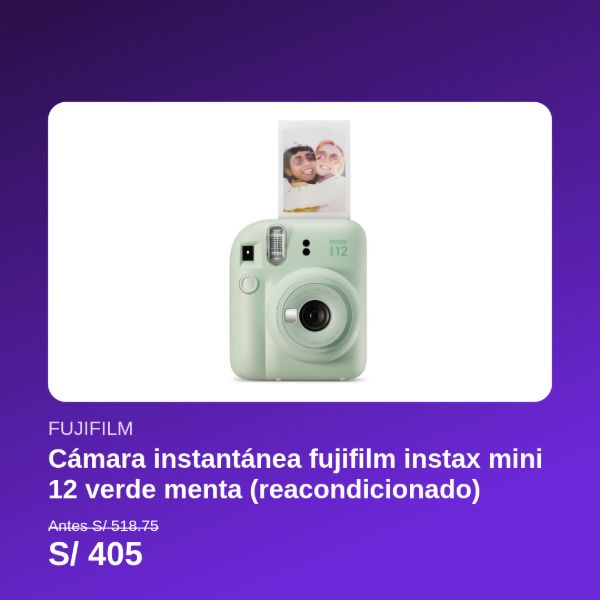 instax
12
FUJIFILM
Cámara instantánea fujifilm instax mini
12 verde menta (reacondicionado)
Antes S/ 518.75
S/ 405